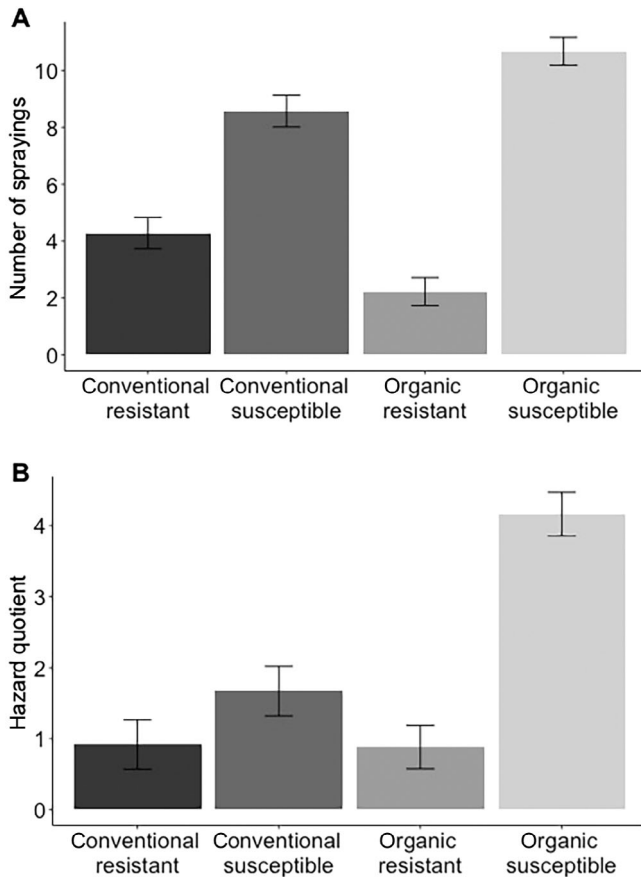 A
Number of sprayings
10
8
6
4
2
0
Conventional resistant
Conventional susceptible
Organic resistant
Organic susceptible
B
Hazard quotient
4
3
2
1
0
Conventional resistant
Conventional susceptible
Organic resistant
Organic susceptible